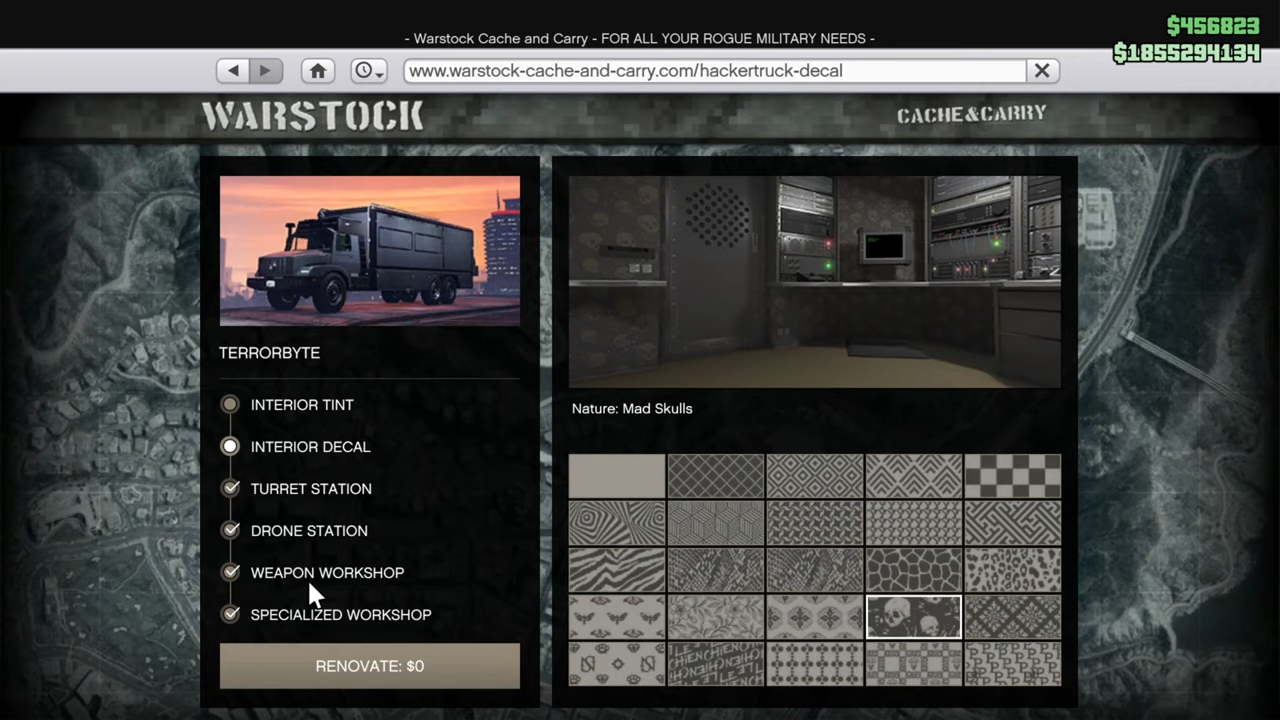 $456823
$1855294134
- Warstock Cache and Carry - FOR ALL YOUR ROGUE MILITARY NEEDS -
www.warstock-cache-and-carry.com/hackertruck-decal
WARSTOCK
CACHE&CARRY
TERRORBYTE
INTERIOR TINT
INTERIOR DECAL
TURRET STATION
DRONE STATION
WEAPON WORKSHOP
SPECIALIZED WORKSHOP
RENOVATE: $0
Nature: Mad Skulls